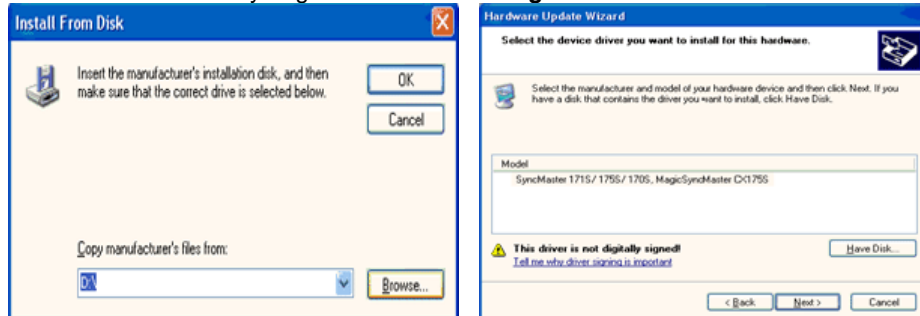 Install From Disk
Insert the manufacturer's installation disk, and then
make sure that the correct drive is selected below.
OK
Cancel
Copy manufacturer's files from:
D:\
Browse...
Hardware Update Wizard
Select the device driver you want to install for this hardware.
Select the manufacturer and model of your hardware device and then click Next. If you
have a disk that contains the driver you want to install, click Have Disk.
Model
SyncMaster 171S/ 175S/ 170S, MagicSyncMaster CX175S
This driver is not digitally signed!
Tell me why driver signing is important
Have Disk...
< Back
Next >
Cancel